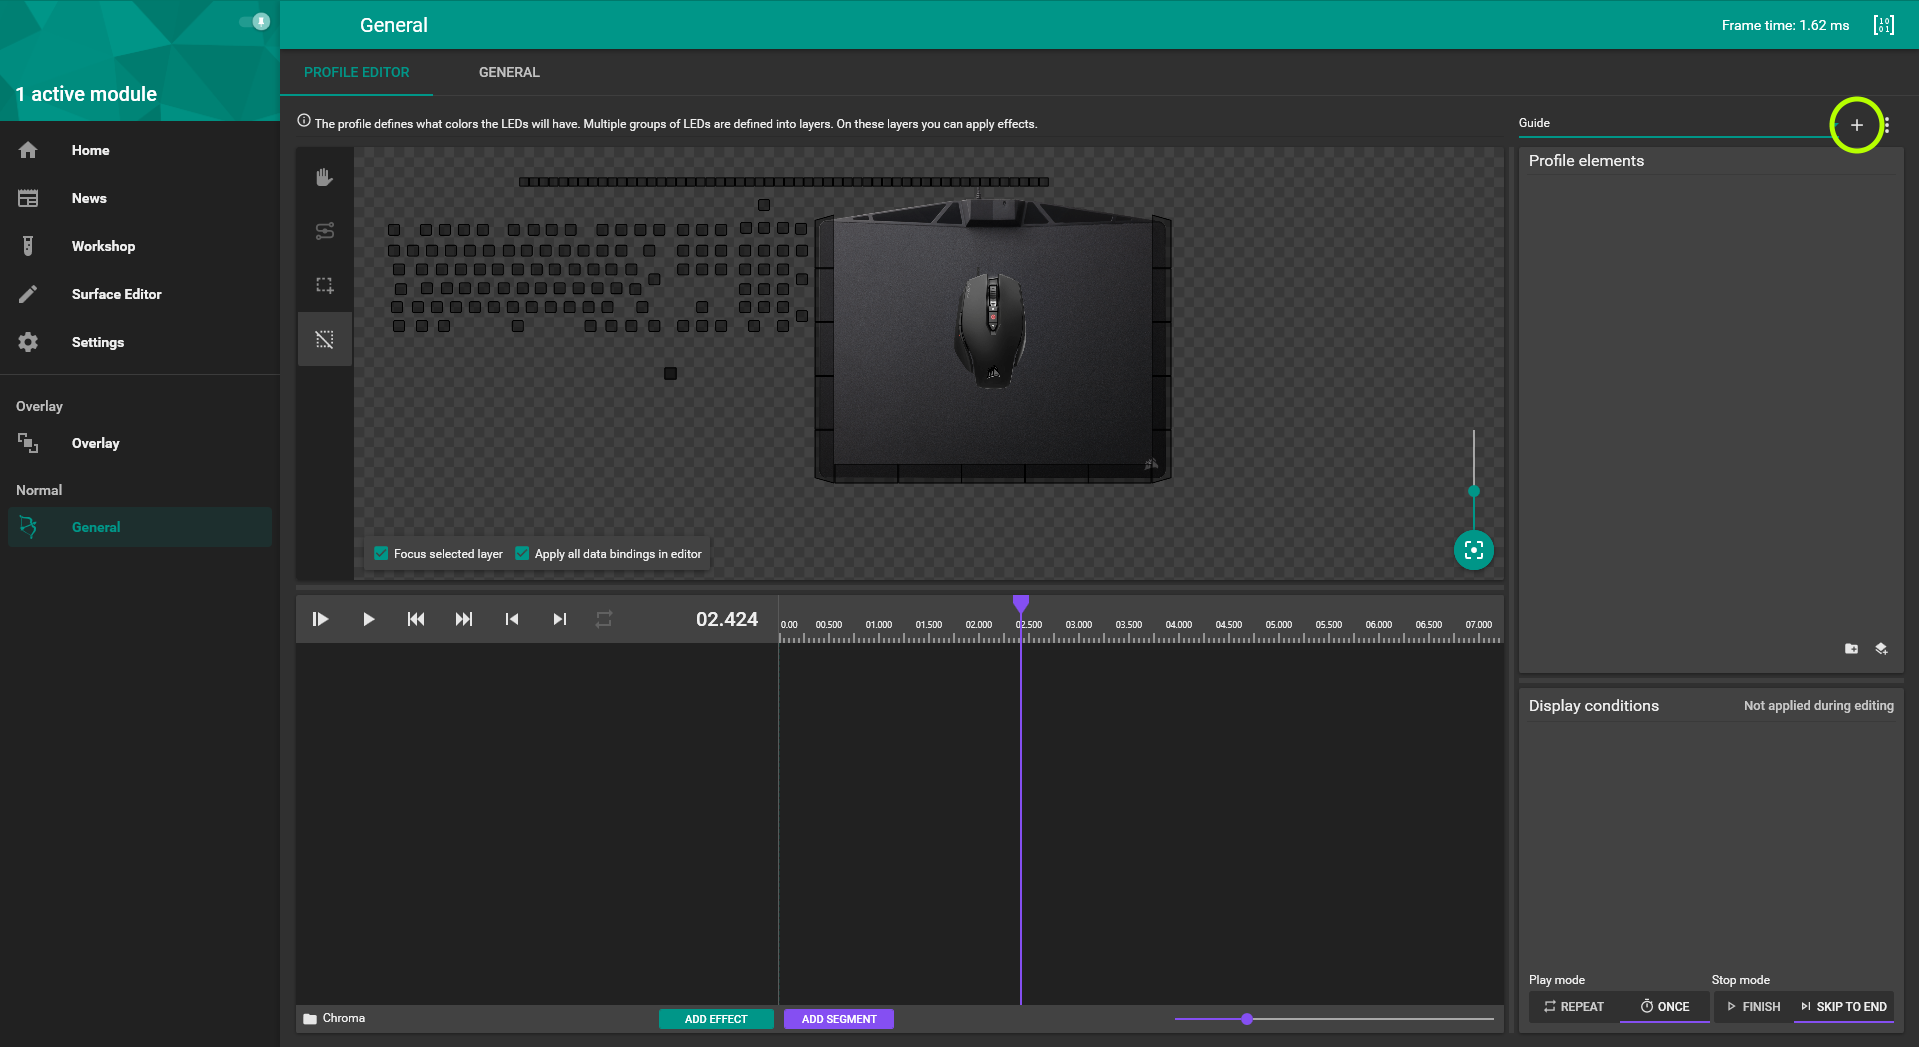 General
Frame time: 1.62 ms
1 active module
PROFILE EDITOR
GENERAL
Home
News
Workshop
Surface Editor
Settings
Overlay
Overlay
Normal
General
The profile defines what colors the LEDs will have. Multiple groups of LEDs are defined into layers. On these layers you can apply effects.
Focus selected layer
Apply all data bindings in editor
02.424
0.00 00.500 01.000 01.500 02.000 02.500 03.000 03.500 04.000 04.500 05.000 05.500 06.000 06.500 07.000
Chroma
ADD EFFECT
ADD SEGMENT
Guide
Profile elements
Display conditions
Not applied during editing
Play mode
Stop mode
REPEAT
ONCE
FINISH
SKIP TO END